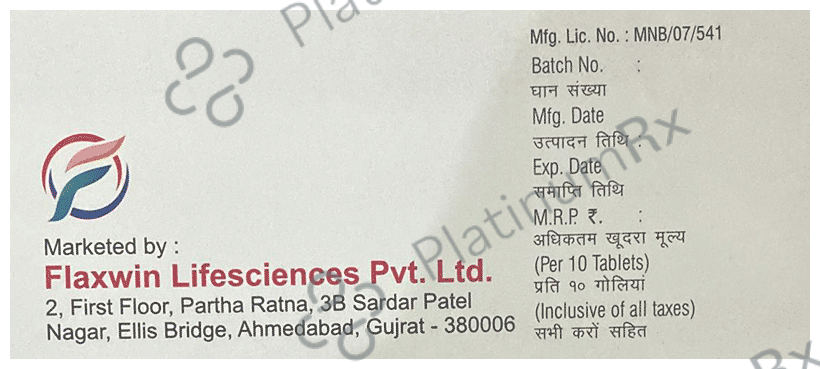 Mfg. Lic. No. : MNB/07/541
Batch No. :
घान संख्या
Mfg. Date
उत्पादन तिथि :
Exp. Date
समाप्ति तिथि
M.R.P. ₹. :
अधिकतम खूदरा मूल्य
(Per 10 Tablets)
प्रति १० गोलियां
(Inclusive of all taxes)
सभी करों सहित
Marketed by :
Flaxwin Lifesciences Pvt. Ltd.
2, First Floor, Partha Ratna, 3B Sardar Patel
Nagar, Ellis Bridge, Ahmedabad, Gujrat - 380006
PlatinumRx